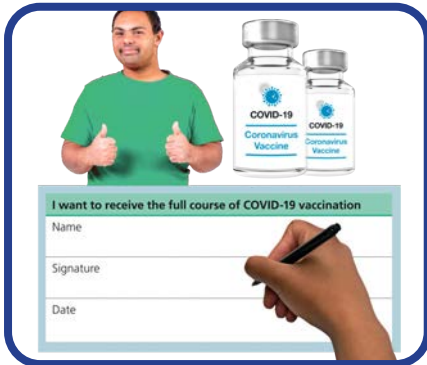 COVID-19
Coronavirus
Vaccine
COVID-19
Coronavirus
Vaccine
I want to receive the full course of COVID-19 vaccination
Name
Signature
Date